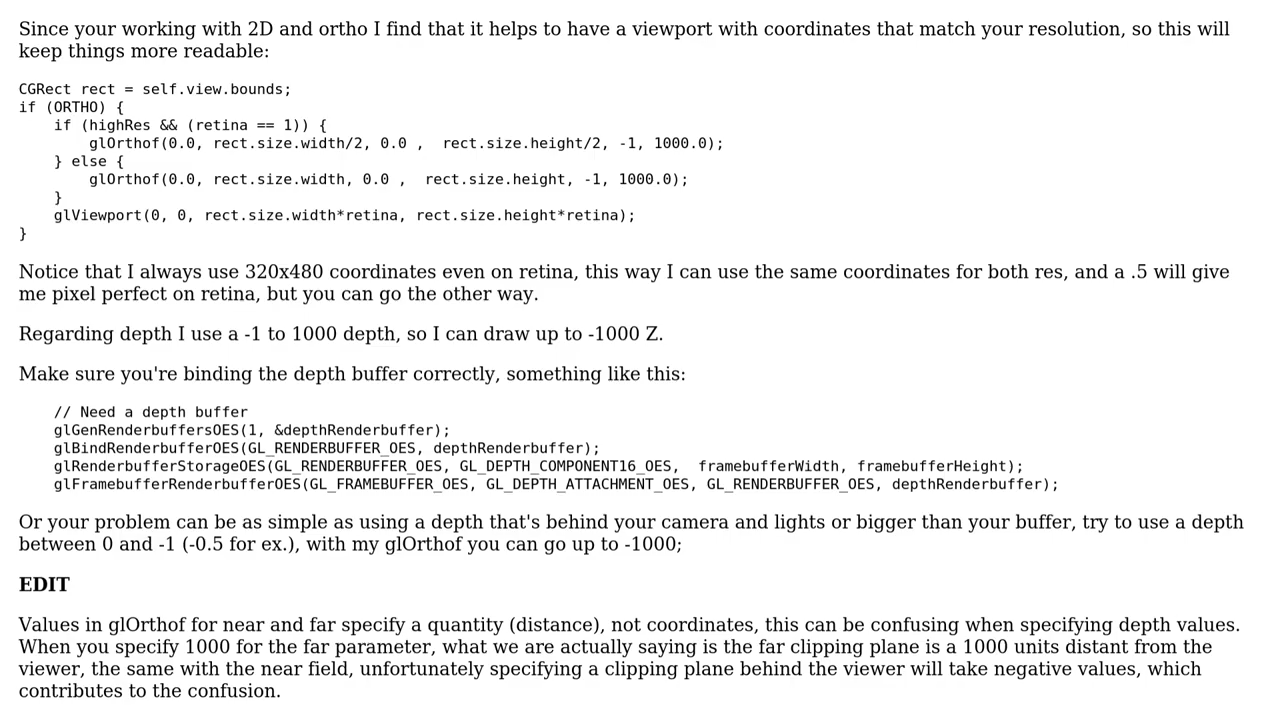 Since your working with 2D and ortho I find that it helps to have a viewport with coordinates that match your resolution, so this will
keep things more readable:
CGRect rect = self.view.bounds;
if (ORTHO) {
    if (highRes && (retina == 1)) {
        glOrthof(0.0, rect.size.width/2, 0.0 ,  rect.size.height/2, -1, 1000.0);
    } else {
        glOrthof(0.0, rect.size.width, 0.0 ,  rect.size.height, -1, 1000.0);
    }
    glViewport(0, 0, rect.size.width*retina, rect.size.height*retina);
}
Notice that I always use 320x480 coordinates even on retina, this way I can use the same coordinates for both res, and a .5 will give
me pixel perfect on retina, but you can go the other way.
Regarding depth I use a -1 to 1000 depth, so I can draw up to -1000 Z.
Make sure you're binding the depth buffer correctly, something like this:
    // Need a depth buffer
    glGenRenderbuffersOES(1, &depthRenderbuffer);
    glBindRenderbufferOES(GL_RENDERBUFFER_OES, depthRenderbuffer);
    glRenderbufferStorageOES(GL_RENDERBUFFER_OES, GL_DEPTH_COMPONENT16_OES,  framebufferWidth, framebufferHeight);
    glFramebufferRenderbufferOES(GL_FRAMEBUFFER_OES, GL_DEPTH_ATTACHMENT_OES, GL_RENDERBUFFER_OES, depthRenderbuffer);
Or your problem can be as simple as using a depth that's behind your camera and lights or bigger than your buffer, try to use a depth
between 0 and -1 (-0.5 for ex.), with my glOrthof you can go up to -1000;
EDIT
Values in glOrthof for near and far specify a quantity (distance), not coordinates, this can be confusing when specifying depth values.
When you specify 1000 for the far parameter, what we are actually saying is the far clipping plane is a 1000 units distant from the
viewer, the same with the near field, unfortunately specifying a clipping plane behind the viewer will take negative values, which
contributes to the confusion.